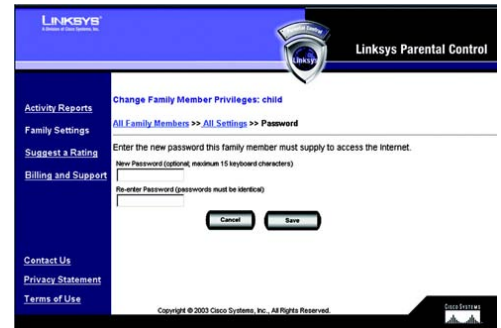 LINKSYS®
A Division of Cisco Systems, Inc.
Parental Control
Linksys
Linksys Parental Control
Activity Reports
Family Settings
Suggest a Rating
Billing and Support
Contact Us
Privacy Statement
Terms of Use
Change Family Member Privileges: child
All Family Members >> All Settings >> Password
Enter the new password this family member must supply to access the Internet.
New Password (optional; maximum 15 keyboard characters)
Re-enter Password (passwords must be identical)
Cancel
Save
Copyright © 2003 Cisco Systems, Inc., All Rights Reserved.
CISCO SYSTEMS